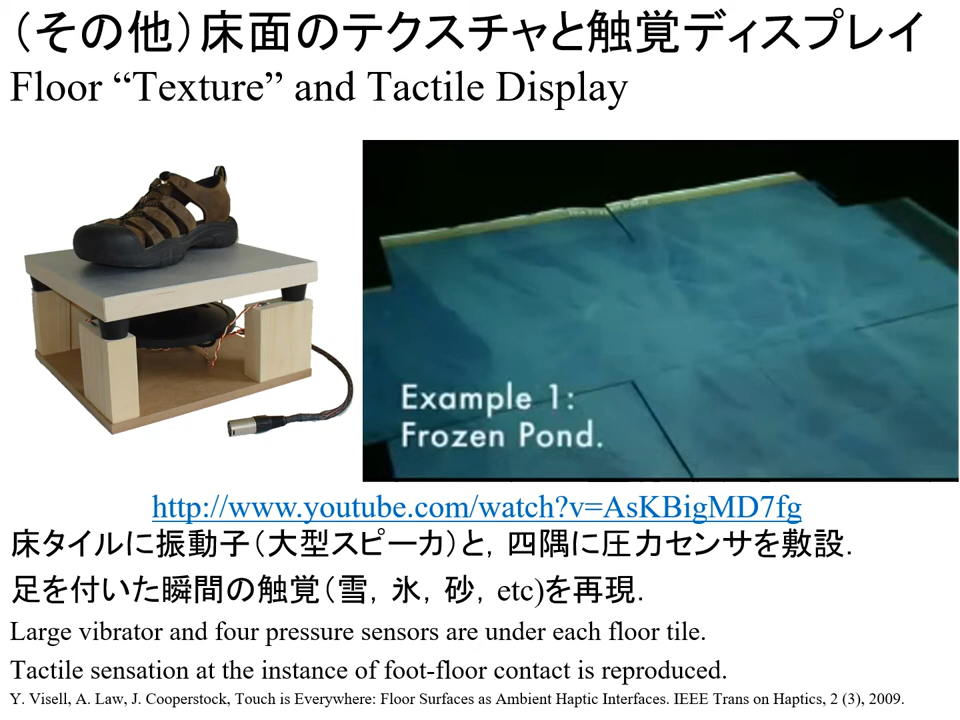 （その他）床面のテクスチャと触覚ディスプレイ
Floor “Texture” and Tactile Display
Example 1:
Frozen Pond.
http://www.youtube.com/watch?v=AsKBigMD7fg
床タイルに振動子（大型スピーカ）と，四隅に圧力センサを敷設．
足を付いた瞬間の触覚（雪，氷，砂，etc)を再現．
Large vibrator and four pressure sensors are under each floor tile.
Tactile sensation at the instance of foot-floor contact is reproduced.
Y. Visell, A. Law, J. Cooperstock, Touch is Everywhere: Floor Surfaces as Ambient Haptic Interfaces. IEEE Trans on Haptics, 2 (3), 2009.